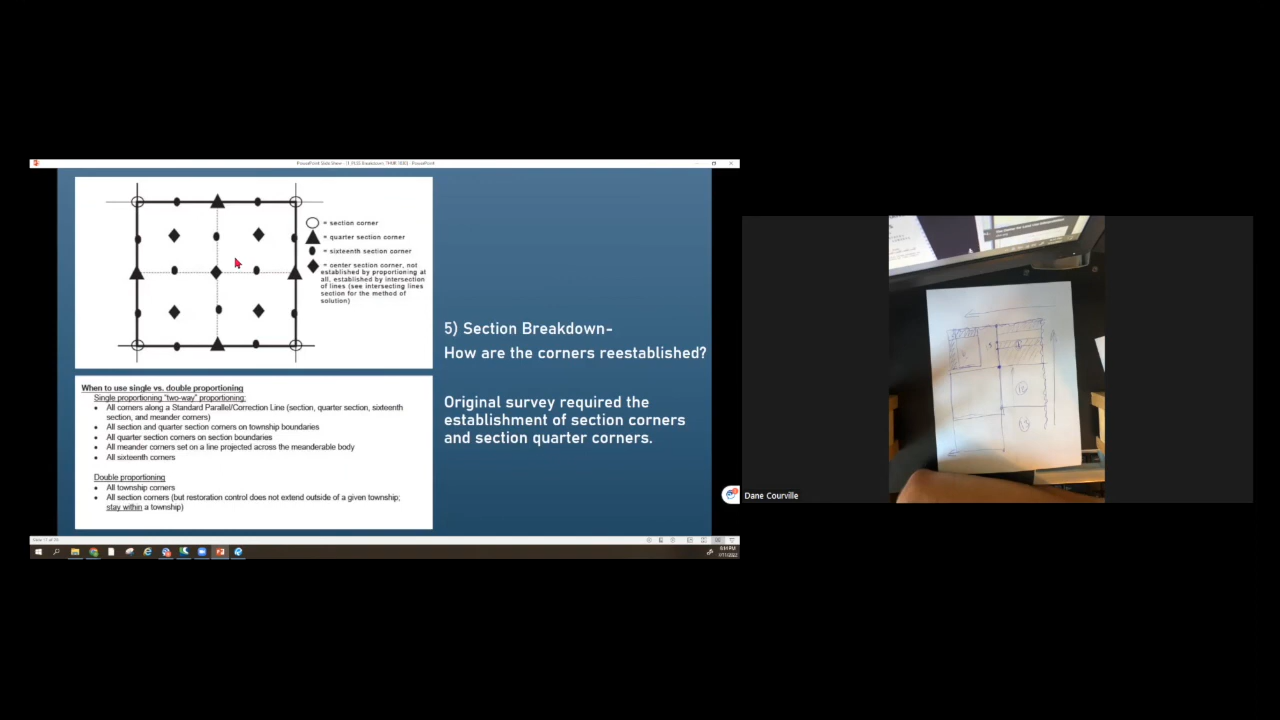 = section corner
= quarter section corner
= sixteenth section corner
= center section corner, not
established by proportioning at
all, established by intersection
of lines (see intersecting lines
section for the method of
solution)
5) Section Breakdown-
How are the corners reestablished?
Original survey required the
establishment of section corners
and section quarter corners.
When to use single vs. double proportioning
Single proportioning "two-way" proportioning:
All corners along a Standard Parallel/Correction Line (section, quarter section, sixteenth
section, and meander corners)
All section and quarter section corners on township boundaries
All quarter section corners on section boundaries
All meander corners set on a line projected across the meanderable body
All sixteenth corners
Double proportioning
All township corners
All section corners (but restoration control does not extend outside of a given township;
stay within a township)
Dane Courville